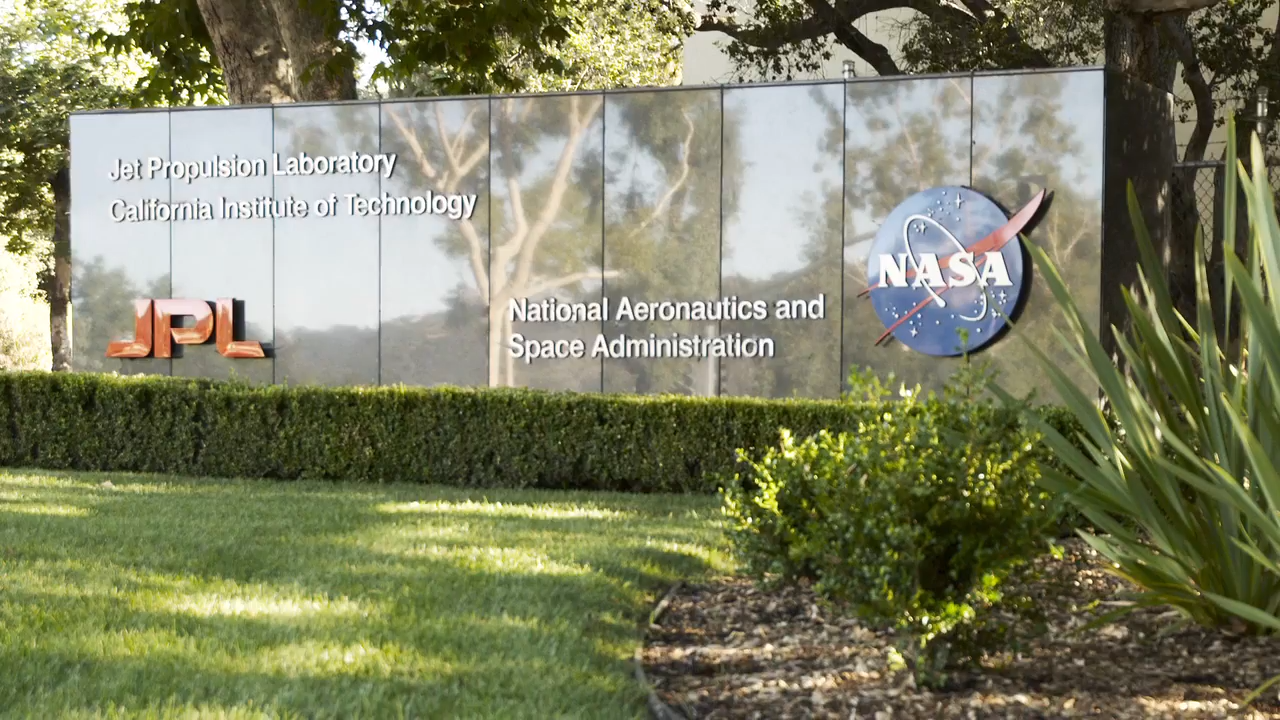 Jet Propulsion Laboratory
California Institute of Technology
JPL
National Aeronautics and
Space Administration
NASA